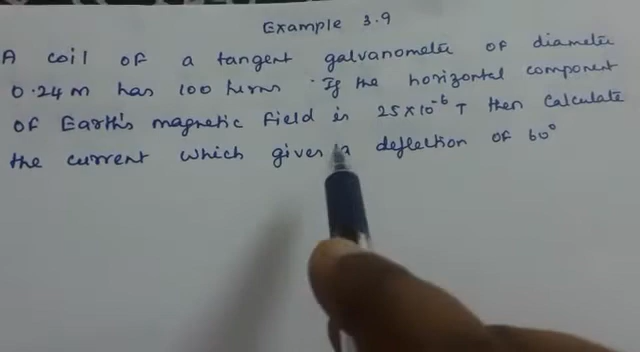 Example 3.9
A coil of a tangent galvanometer of diameter
0.24m has 100 turns. If the horizontal component
of Earth's magnetic field is 25×10⁻⁶ T then calculate
the current which gives a deflection of 60°